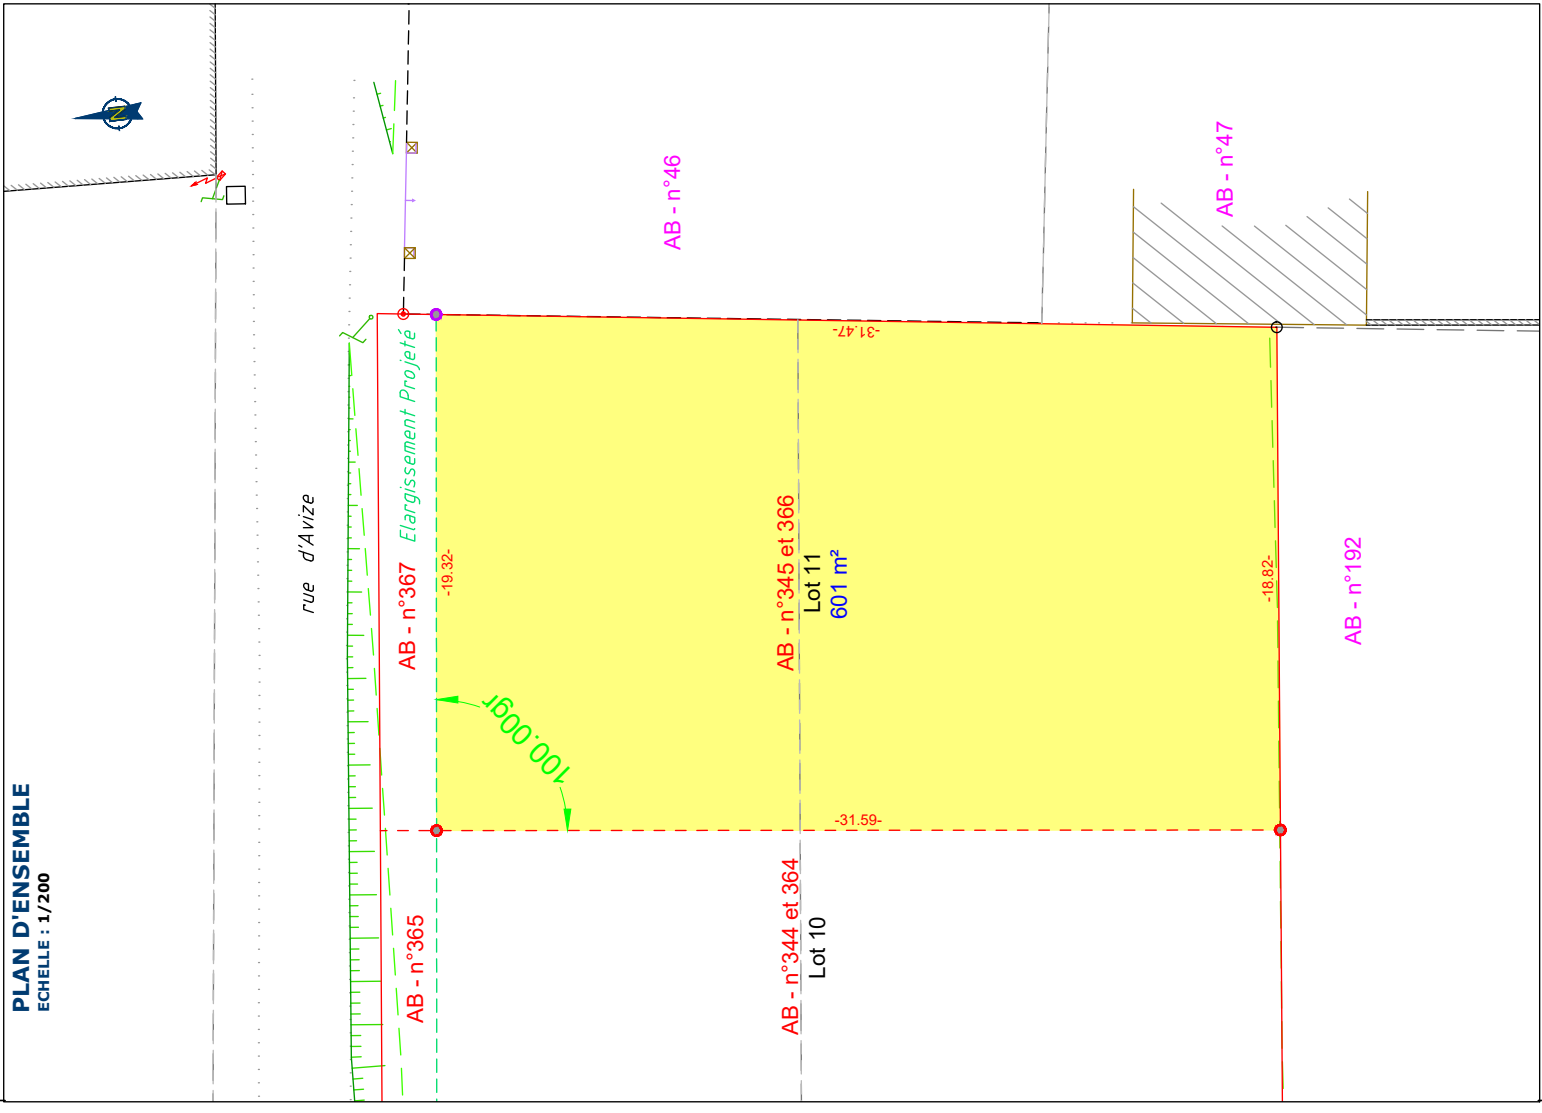 PLAN D'ENSEMBLE
ECHELLE : 1/200
N
rue d'Avize
AB - n°367
Elargissement Projeté
AB - n°365
-19.32-
100.00gr
AB - n°46
AB - n°47
-31.47-
AB - n°345 et 366
Lot 11
601 m²
-18.82-
AB - n°192
-31.59-
AB - n°344 et 364
Lot 10